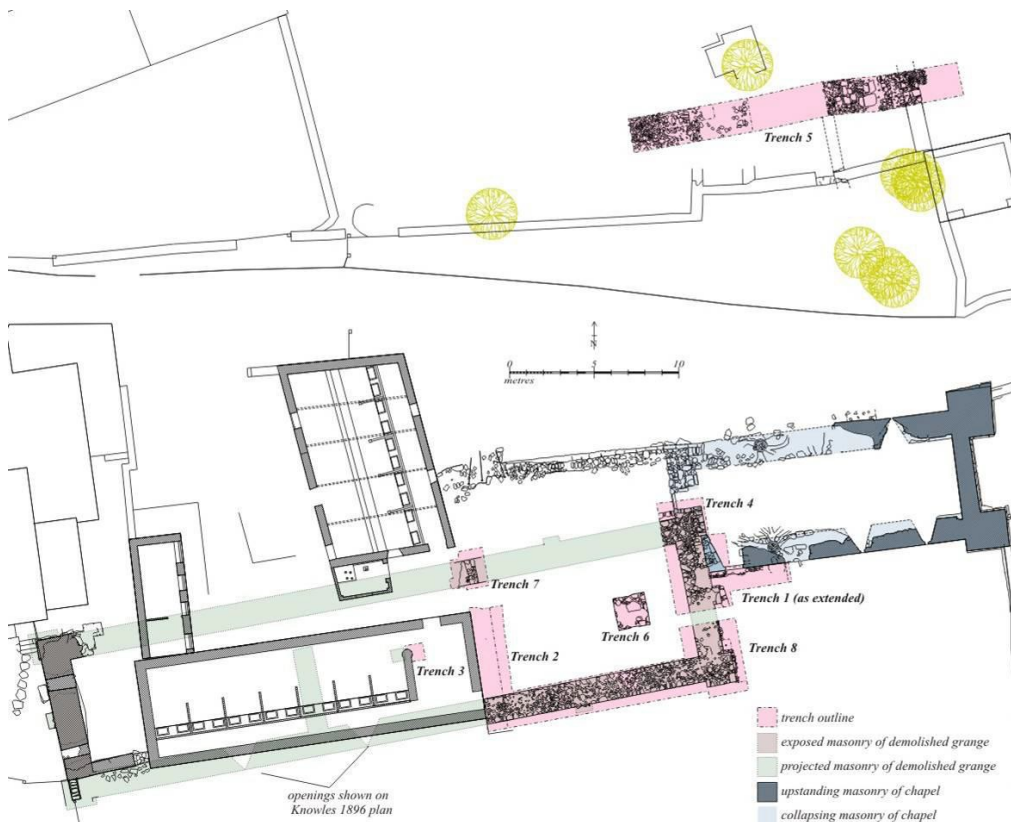 Trench 5
N
0 5 10
metres
Trench 4
Trench 7
Trench 1 (as extended)
Trench 6
Trench 8
Trench 3
Trench 2
trench outline
exposed masonry of demolished grange
projected masonry of demolished grange
upstanding masonry of chapel
collapsing masonry of chapel
openings shown on
Knowles 1896 plan